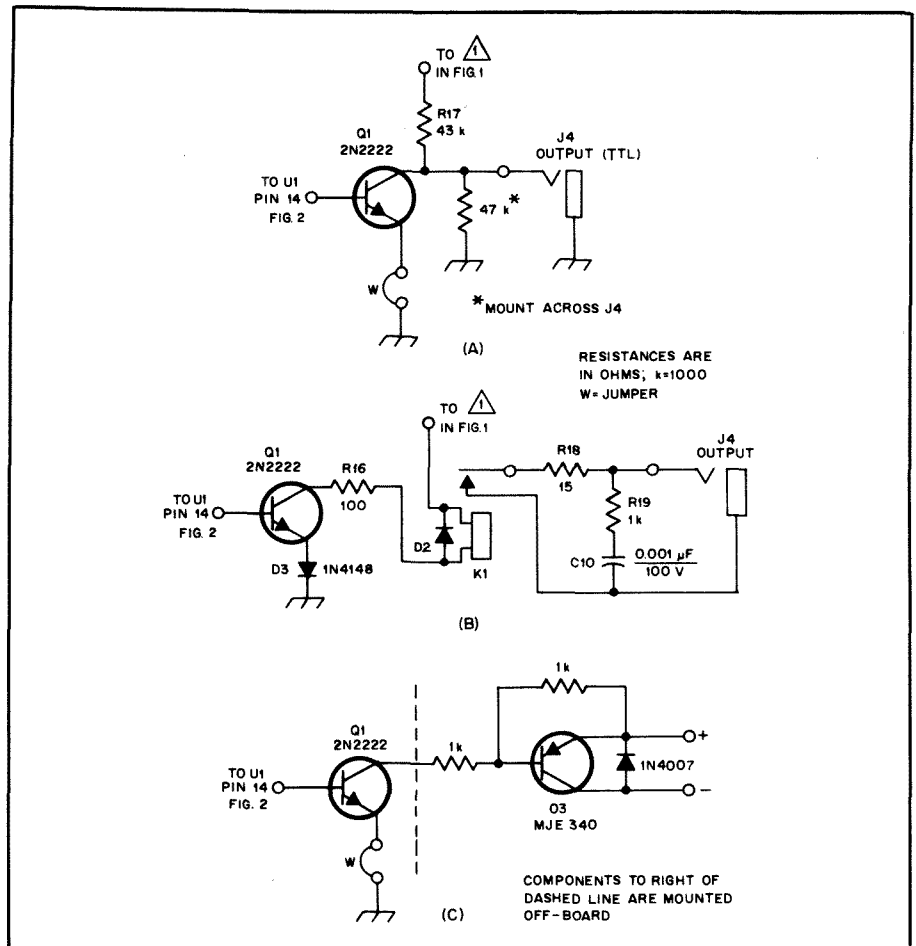 TO 1
IN FIG.1
R17
43 k
Q1
2N2222
J4
OUTPUT (TTL)
TO U1
PIN 14
FIG. 2
47 k*
W
*MOUNT ACROSS J4
(A)
RESISTANCES ARE
IN OHMS; k=1000
W= JUMPER
TO 1
IN FIG.1
Q1
2N2222
R16
100
R18
15
J4
OUTPUT
TO U1
PIN 14
FIG. 2
R19
1k
D2
K1
D3
1N4148
C10
0.001 µF
100 V
(B)
1k
Q1
2N2222
1k
+
1N4007
TO U1
PIN 14
FIG. 2
–
Q3
MJE 340
W
COMPONENTS TO RIGHT OF
DASHED LINE ARE MOUNTED
OFF-BOARD
(C)